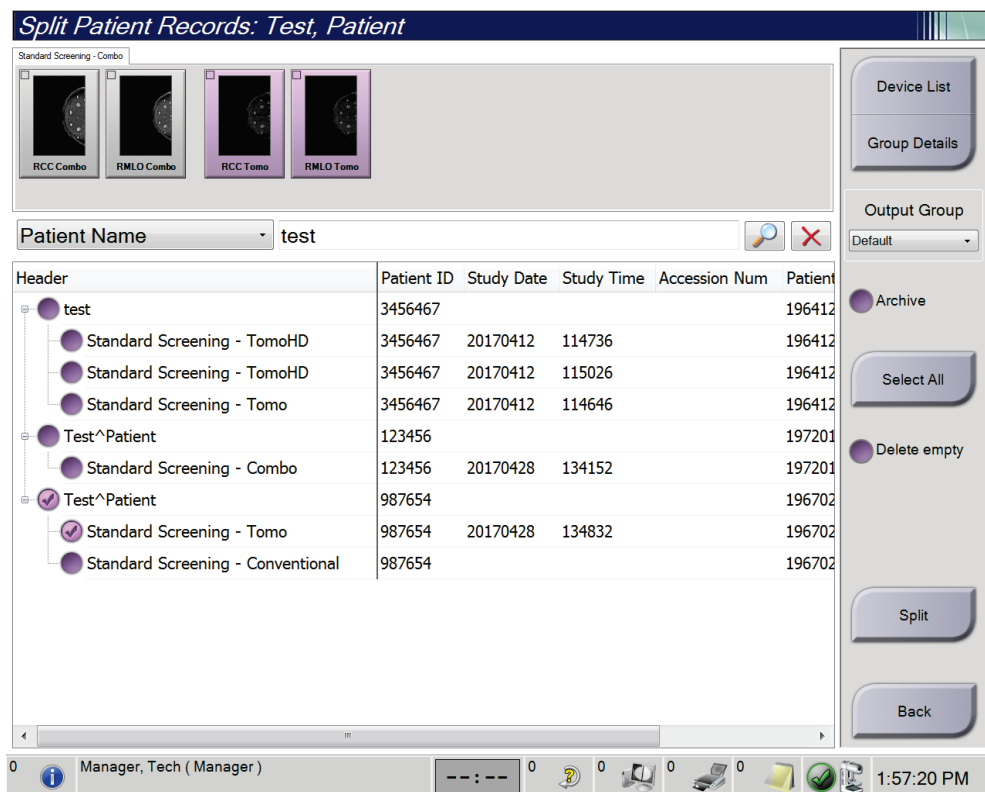 Split Patient Records: Test, Patient
Standard Screening - Combo
RCC Combo
RMLO Combo
RCC Tomo
RMLO Tomo
Device List
Group Details
Output Group
Default
Archive
Select All
Delete empty
Split
Back
Patient Name test
Header Patient ID Study Date Study Time Accession Num Patient
test 3456467 196412
Standard Screening - TomoHD 3456467 20170412 114736 196412
Standard Screening - TomoHD 3456467 20170412 115026 196412
Standard Screening - Tomo 3456467 20170412 114646 196412
Test^Patient 123456 197201
Standard Screening - Combo 123456 20170428 134152 197201
Test^Patient 987654 196702
Standard Screening - Tomo 987654 20170428 134832 196702
Standard Screening - Conventional 987654 196702
0 Manager, Tech ( Manager ) --:-- 0 0 0 0 1:57:20 PM